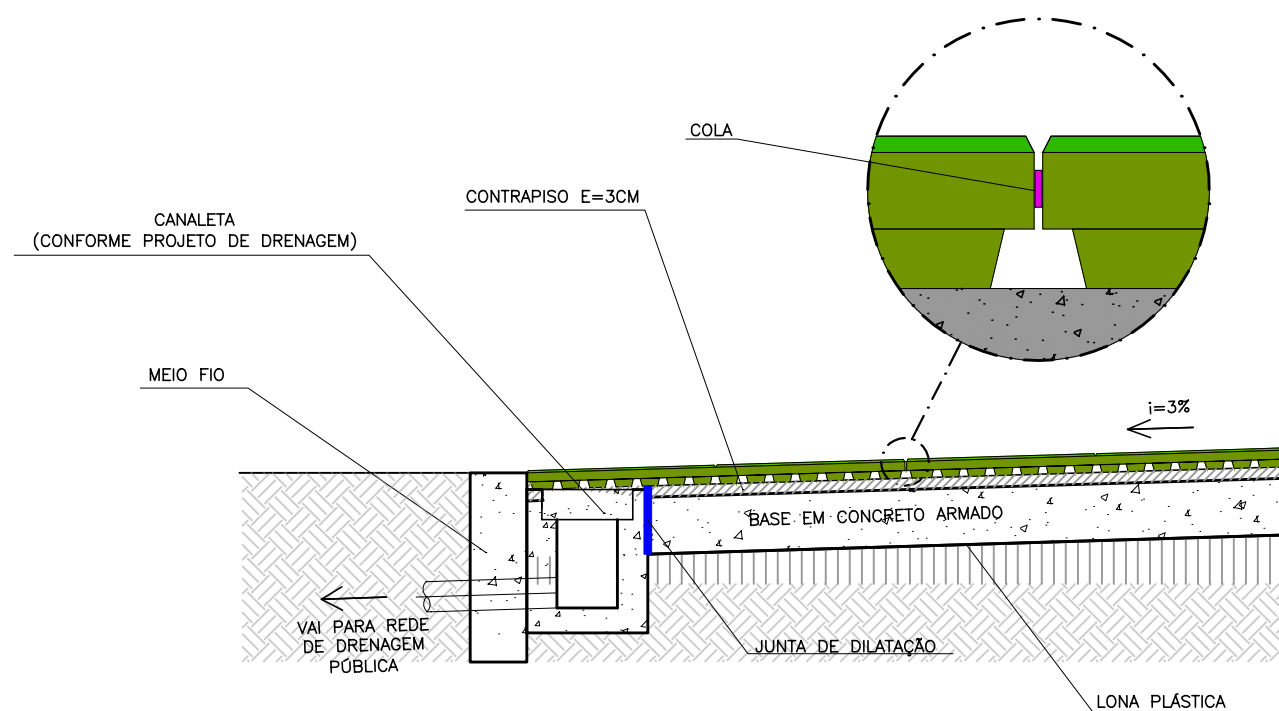 COLA
CONTRAPISO E=3CM
CANALETA
(CONFORME PROJETO DE DRENAGEM)
MEIO FIO
i=3%
BASE EM CONCRETO ARMADO
VAI PARA REDE
DE DRENAGEM
PÚBLICA
JUNTA DE DILATAÇÃO
LONA PLÁSTICA